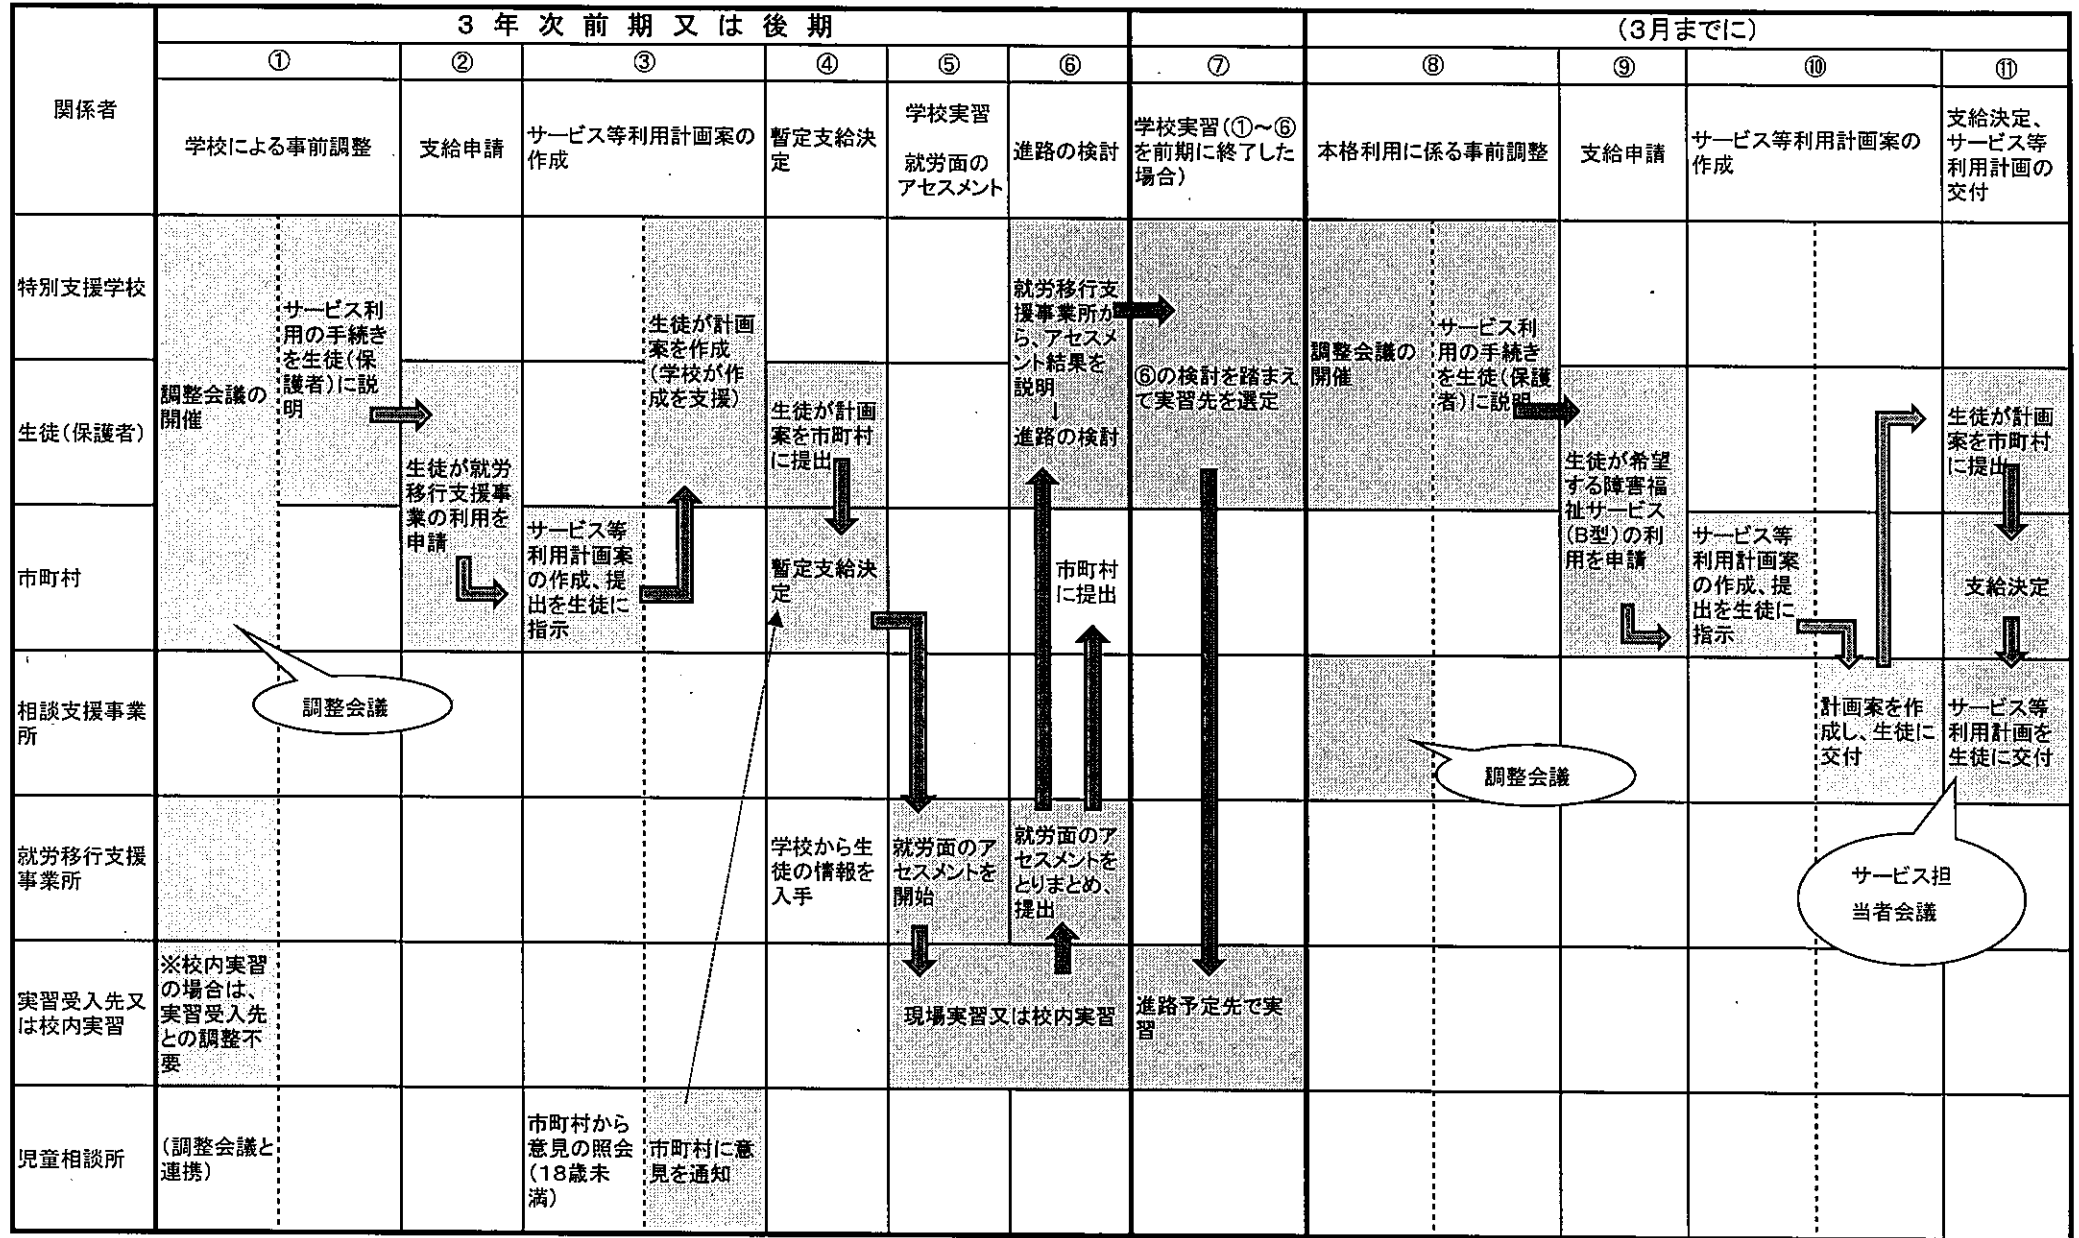 関係者
3年次前期又は後期
(3月までに)
①
②
③
④
⑤
⑥
⑦
⑧
⑨
⑩
⑪
学校による事前調整
支給申請
サービス等利用計画案の
作成
暫定支給決
定
学校実習
就労面の
アセスメント
進路の検討
学校実習(①～⑥
を前期に終了した
場合)
本格利用に係る事前調整
支給申請
サービス等利用計画案の
作成
支給決定、
サービス等
利用計画の
交付
特別支援学校
生徒(保護者)
市町村
相談支援事業
所
就労移行支援
事業所
実習受入先又
は校内実習
児童相談所
調整会議の
開催
サービス利
用の手続き
を生徒(保
護者)に説
明
生徒が就労
移行支援事
業の利用を
申請
サービス等
利用計画案
の作成、提
出を生徒に
指示
生徒が計画
案を作成
(学校が作
成を支援)
生徒が計画
案を市町村
に提出
暫定支給決
定
就労移行支
援事業所か
ら、アセスメ
ント結果を
説明
↓
進路の検討
市町村
に提出
⑥の検討を踏まえ
て実習先を選定
調整会議の
開催
サービス利
用の手続き
を生徒(保護
者)に説明
生徒が希望
する障害福
祉サービス
(B型)の利
用を申請
サービス等
利用計画案
の作成、提
出を生徒に
指示
生徒が計画
案を市町村
に提出
支給決定
調整会議
調整会議
計画案を作
成し、生徒に
交付
サービス等
利用計画を
生徒に交付
学校から生
徒の情報を
入手
就労面のア
セスメントを
開始
就労面のア
セスメントを
とりまとめ、
提出
サービス担
当者会議
※校内実習
の場合は、
実習受入先
との調整不
要
現場実習又は校内実習
進路予定先で実
習
(調整会議と
連携)
市町村から
意見の照会
(18歳未
満)
市町村に意
見を通知